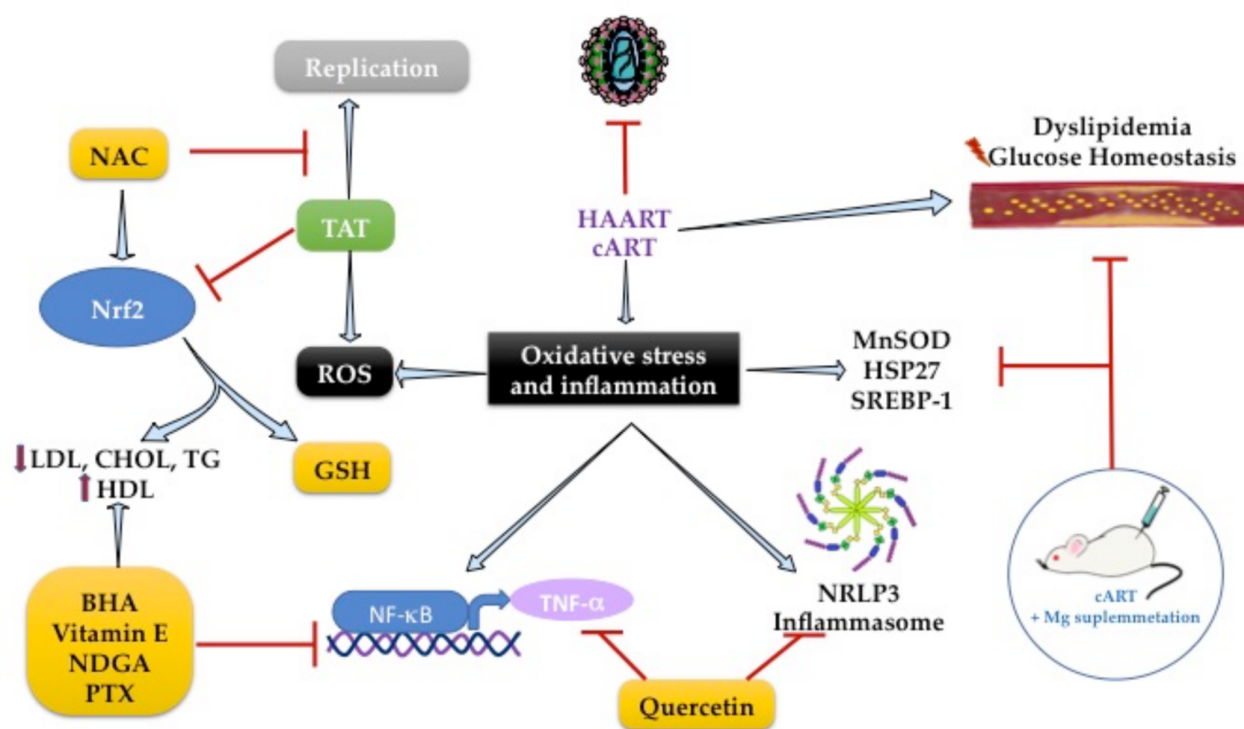 Replication
NAC
TAT
Nrf2
ROS
GSH
LDL, CHOL, TG
HDL
BHA
Vitamin E
NDGA
PTX
HAART
cART
Oxidative stress
and inflammation
NF-κB
TNF-α
Quercetin
NRLP3
Inflammasome
MnSOD
HSP27
SREBP-1
Dyslipidemia
Glucose Homeostasis
cART
+ Mg suplemmetation